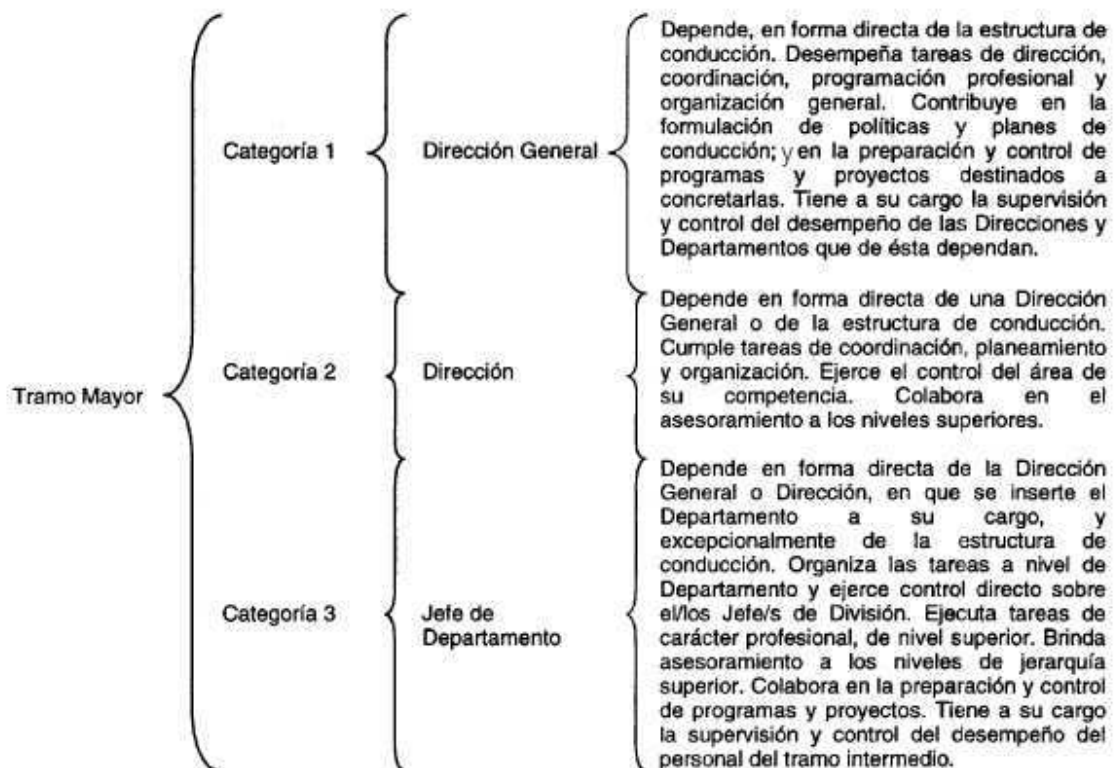 Tramo Mayor
Categoría 1
Dirección General
Depende, en forma directa de la estructura de
conducción. Desempeña tareas de dirección,
coordinación, programación profesional y
organización general. Contribuye en la
formulación de políticas y planes de
conducción; y en la preparación y control de
programas y proyectos destinados a
concretarlas. Tiene a su cargo la supervisión
y control del desempeño de las Direcciones y
Departamentos que de ésta dependan.
Categoría 2
Dirección
Depende en forma directa de una Dirección
General o de la estructura de conducción.
Cumple tareas de coordinación, planeamiento
y organización. Ejerce el control del área de
su competencia. Colabora en el
asesoramiento a los niveles superiores.
Categoría 3
Jefe de
Departamento
Depende en forma directa de la Dirección
General o Dirección, en que se inserte el
Departamento a su cargo, y
excepcionalmente de la estructura de
conducción. Organiza las tareas a nivel de
Departamento y ejerce control directo sobre
el/los Jefe/s de División. Ejecuta tareas de
carácter profesional, de nivel superior. Brinda
asesoramiento a los niveles de jerarquía
superior. Colabora en la preparación y control
de programas y proyectos. Tiene a su cargo
la supervisión y control del desempeño del
personal del tramo intermedio.